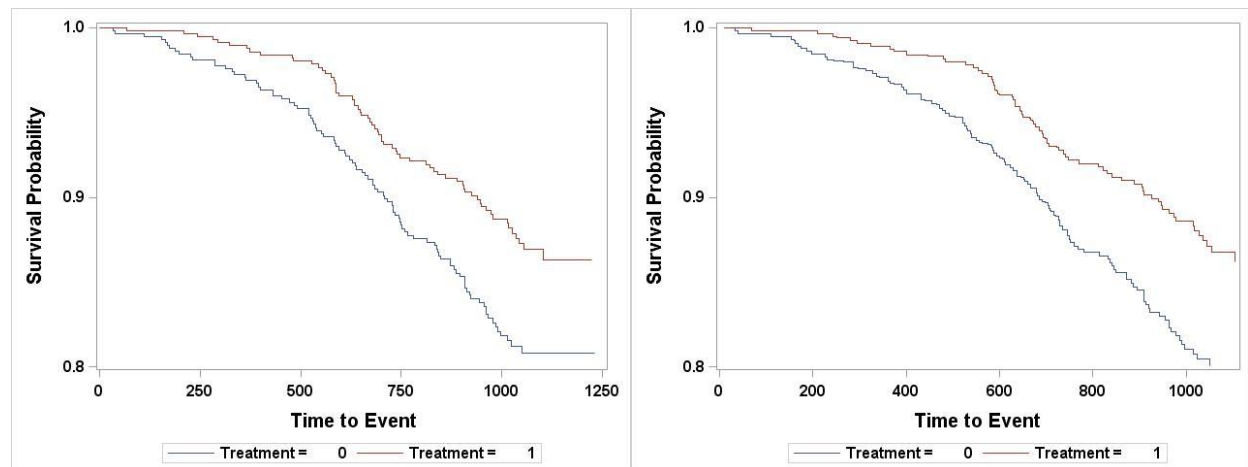 1.0
0.9
0.8
Survival Probability
0 250 500 750 1000 1250
Time to Event
Treatment = 0 Treatment = 1
1.0
0.9
0.8
Survival Probability
0 200 400 600 800 1000
Time to Event
Treatment = 0 Treatment = 1